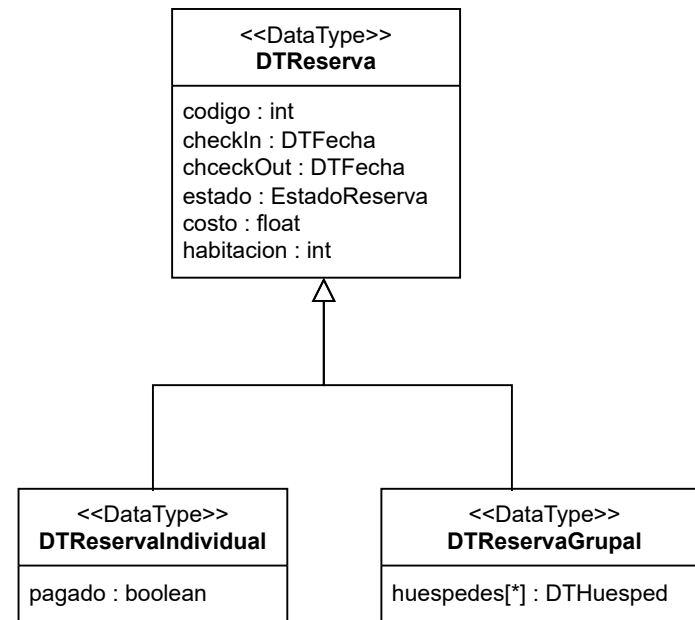 <<DataType>>
DTReserva
codigo : int
checkIn : DTFecha
chceckOut : DTFecha
estado : EstadoReserva
costo : float
habitacion : int
<<DataType>>
DTReservaIndividual
pagado : boolean
<<DataType>>
DTReservaGrupal
huespedes[*] : DTHuesped